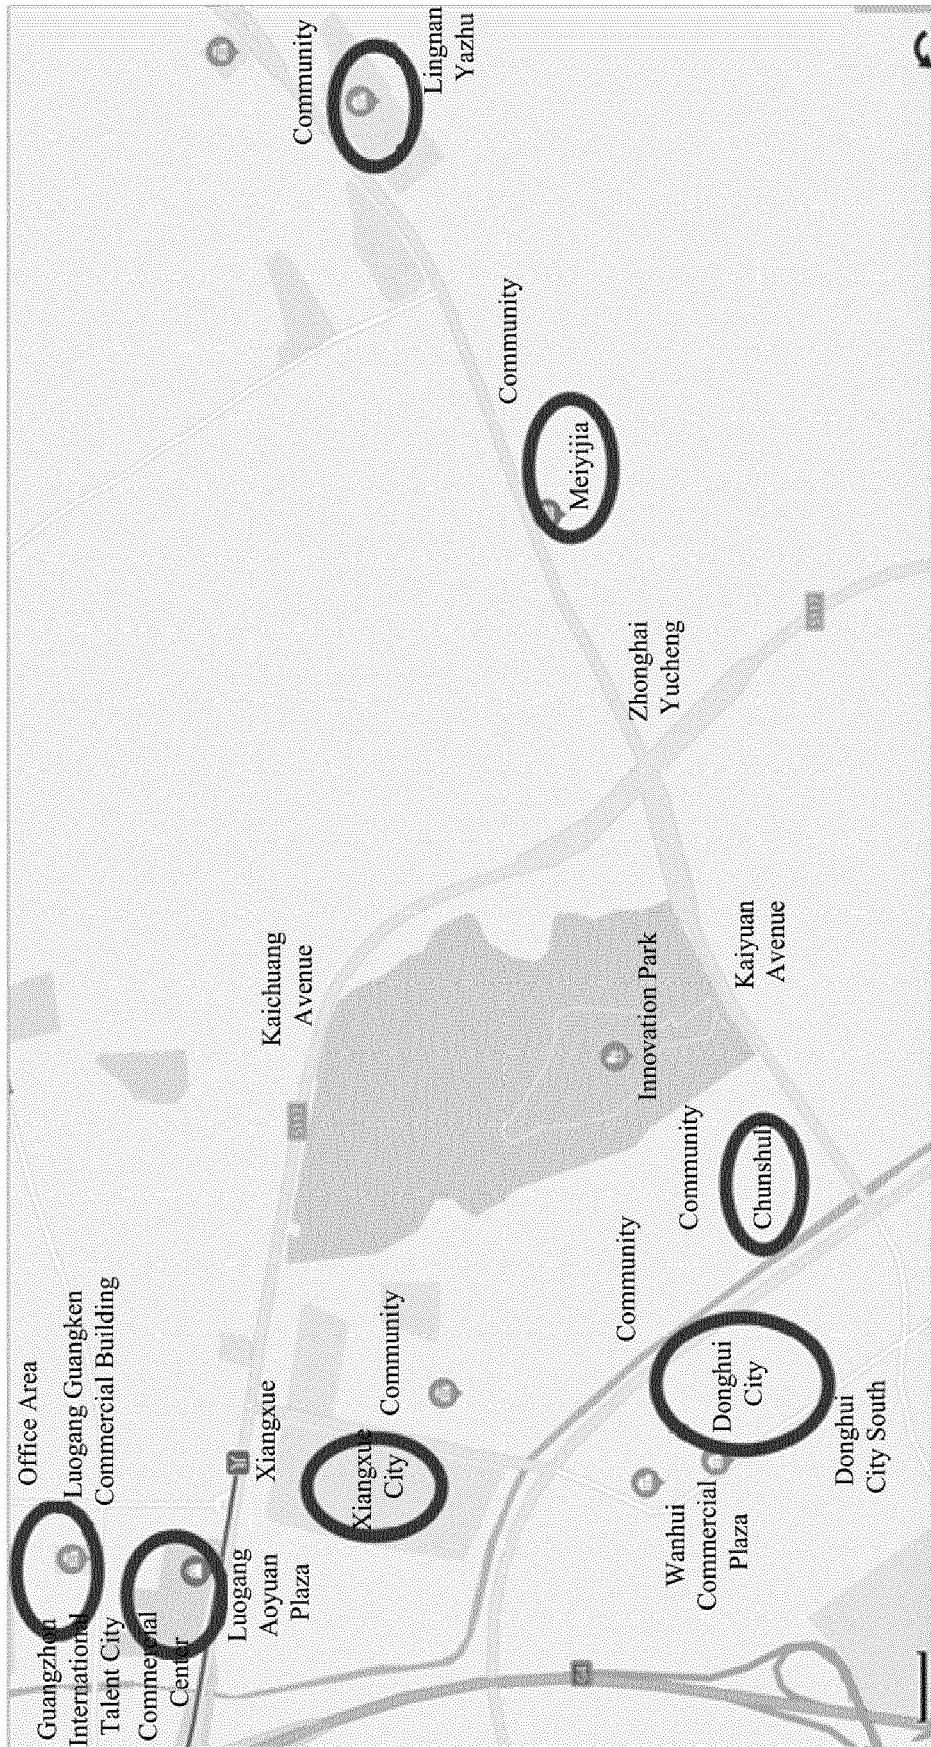 Office Area
Guangzhou
International
Talent City
Luogang Guangken
Commercial Building
Commercial
Center
Luogang
Aoyuan
Plaza
Xiangxue
Kaichuang
Avenue
Community
Lingnan
Yazhu
Xiangxue
City
Community
Community
Meiyijia
Zhonghai
Yucheng
Innovation Park
Community
Donghui
City
Community
Chunshuli
Wanhui
Commercial
Plaza
Kaiyuan
Avenue
Donghui
City South